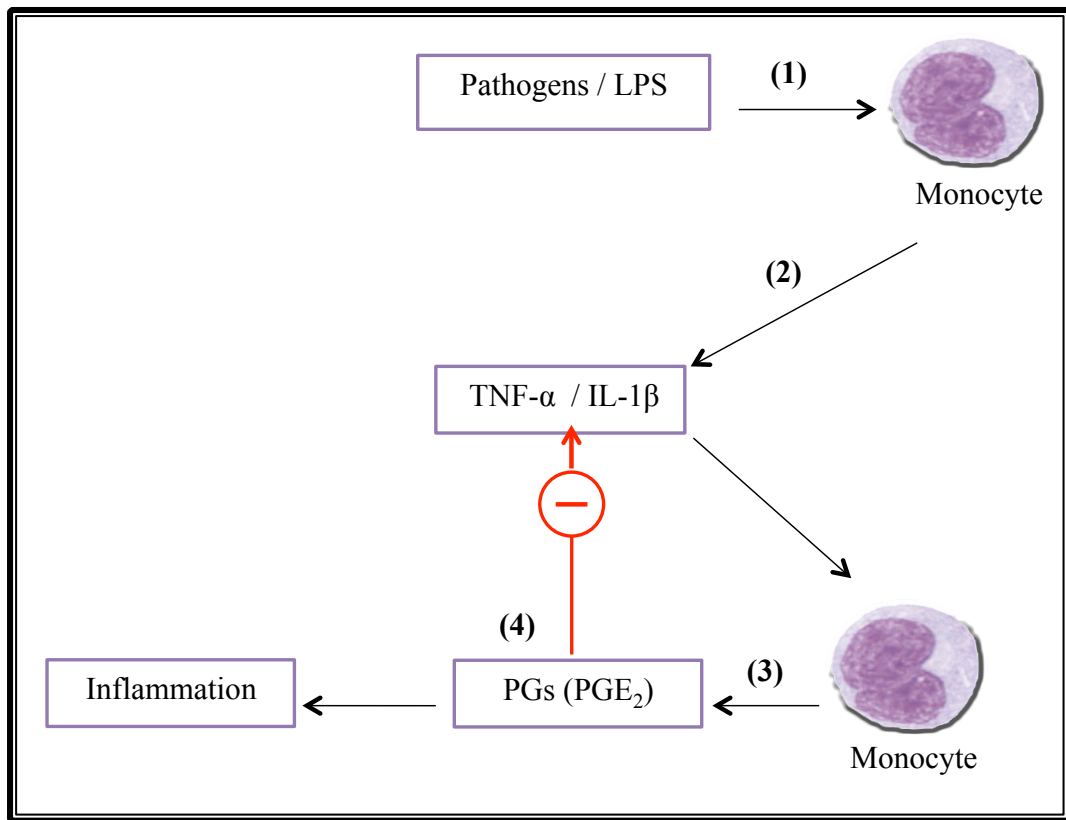 Pathogens / LPS
(1)
Monocyte
(2)
TNF-α / IL-1β
(4)
(3)
Inflammation
PGs (PGE₂)
Monocyte